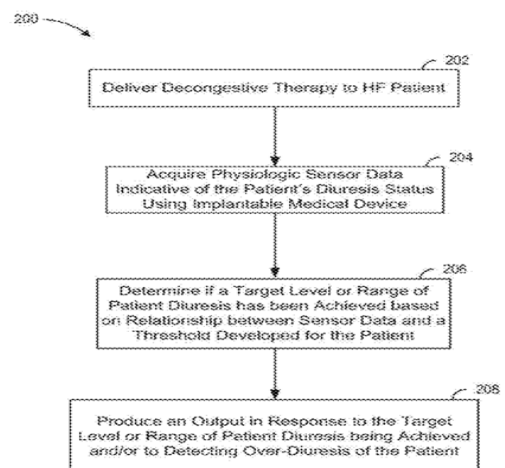 200
202
Deliver Decongestive Therapy to HF Patient
204
Acquire Physiologic Sensor Data
Indicative of the Patient's Diuresis Status
Using Implantable Medical Device
206
Determine if a Target Level or Range of
Patient Diuresis has been Achieved based
on Relationship between Sensor Data and a
Threshold Developed for the Patient
208
Produce an Output in Response to the Target
Level or Range of Patient Diuresis being Achieved
and/or to Detecting Over-Diuresis of the Patient